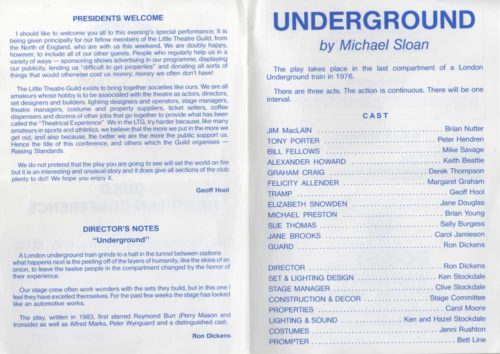 PRESIDENTS WELCOME
I should like to welcome you all to this evening's special performance. It is
being given principally for our fellow members of the Little Theatre Guild, from
the North of England, who are with us this weekend. We are doubly happy,
however, to include all of our other guests. People who regularly help us in a
variety of ways — sponsoring shows advertising in our programme, displaying
our publicity, lending us "difficult to get properties" and donating all sorts of
things that would otherwise cost us money; money we often don't have!
The Little Theatre Guild exists to bring together societies like ours. We are all
amateurs whose hobby is to be associated with the theatre as actors, directors,
set designers and builders, lighting designers and operators, stage managers,
theatre managers, costume and property suppliers, ticket sellers, coffee
dispensers and dozens of other jobs that go together to provide what has been
called the "Theatrical Experience" We in the L.T.G. try harder because, like many
amateurs in sports and athletics, we believe that the more we put in the more we
get out, and also because, the better we are the more the public support us.
Hence the title of this conference, and others which the Guild organises —
Raising Standards.
We do not pretend that the play you are going to see will set the world on fire
but it is an interesting and unusual story and it does give all sections of the club
plenty to do!! We hope you enjoy it.
Geoff Hool
DIRECTOR'S NOTES
"Underground"
A London underground train grinds to a halt in the tunnel between stations
what happens next is the peeling off of the layers of humanity, like the skins of an
onion, to leave the twelve people in the compartment changed by the horror of
their experience.
Our stage crew often work wonders with the sets they build, but in this one I
feel they have excelled themselves. For the past few weeks the stage has looked
like an automotive works.
The play, written in 1983, first starred Raymond Burr (Perry Mason and
Ironside) as well as Alfred Marks, Peter Wynguard and a distinguished cast.
Ron Dickens
UNDERGROUND
by Michael Sloan
The play takes place in the last compartment of a London
Underground train in 1976.
There are three acts. The action is continuous. There will be one
interval.
CAST
JIM MacLAIN .......... Brian Nutter
TONY PORTER .......... Peter Hendren
BILL FELLOWS .......... Mike Savage
ALEXANDER HOWARD .......... Keith Beattie
GRAHAM CRAIG .......... Derek Thompson
FELICITY ALLENDER .......... Margaret Graham
TRAMP .......... Geoff Hool
ELIZABETH SNOWDEN .......... Jane Douglas
MICHAEL PRESTON .......... Brian Young
SUE THOMAS .......... Sally Burgess
JANE BROOKS .......... Carol Jamieson
GUARD .......... Ron Dickens
DIRECTOR .......... Ron Dickens
SET & LIGHTING DESIGN .......... Ken Stockdale
STAGE MANAGER .......... Clive Stockdale
CONSTRUCTION & DECOR .......... Stage Committee
PROPERTIES .......... Carol Moore
LIGHTING & SOUND .......... Ken and Hazel Stockdale
COSTUMES .......... Jenni Rushton
PROMPTER .......... Bett Line